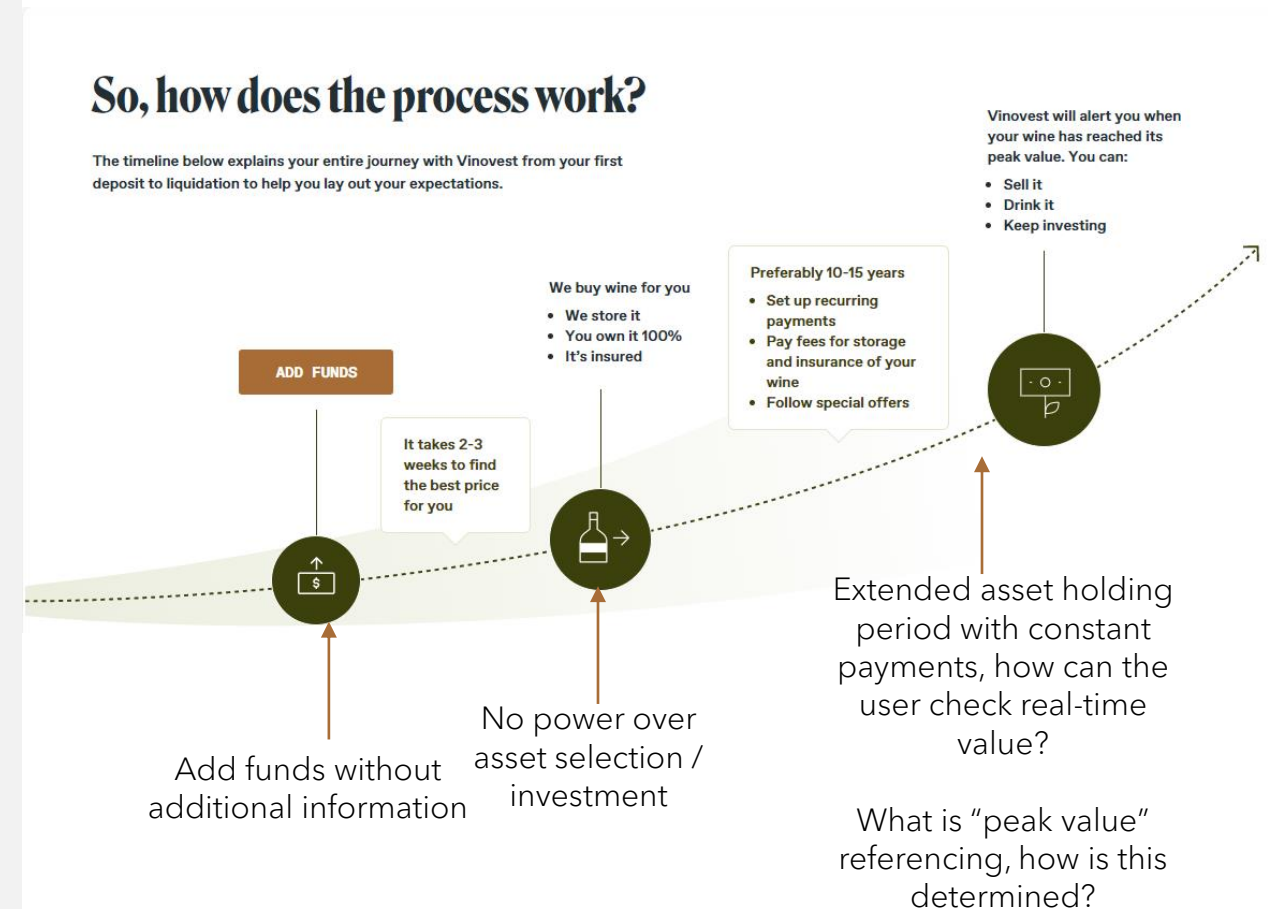 So, how does the process work?
The timeline below explains your entire journey with Vinovest from your first
deposit to liquidation to help you lay out your expectations.
ADD FUNDS
It takes 2-3
weeks to find
the best price
for you
We buy wine for you
• We store it
• You own it 100%
• It's insured
Preferably 10-15 years
• Set up recurring
payments
• Pay fees for storage
and insurance of your
wine
• Follow special offers
Vinovest will alert you when
your wine has reached its
peak value. You can:
• Sell it
• Drink it
• Keep investing
$
Add funds without
additional information
No power over
asset selection /
investment
Extended asset holding
period with constant
payments, how can the
user check real-time
value?
What is “peak value”
referencing, how is this
determined?